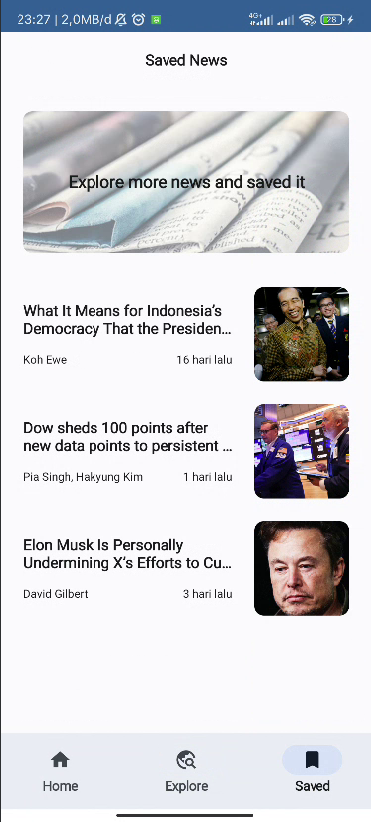 23:27 | 2,0MB/d
4G+
28
Saved News
Explore more news and saved it
What It Means for Indonesia's
Democracy That the Presiden...
Koh Ewe
16 hari lalu
Dow sheds 100 points after
new data points to persistent ...
Pia Singh, Hakyung Kim
1 hari lalu
Elon Musk Is Personally
Undermining X's Efforts to Cu...
David Gilbert
3 hari lalu
Home
Explore
Saved